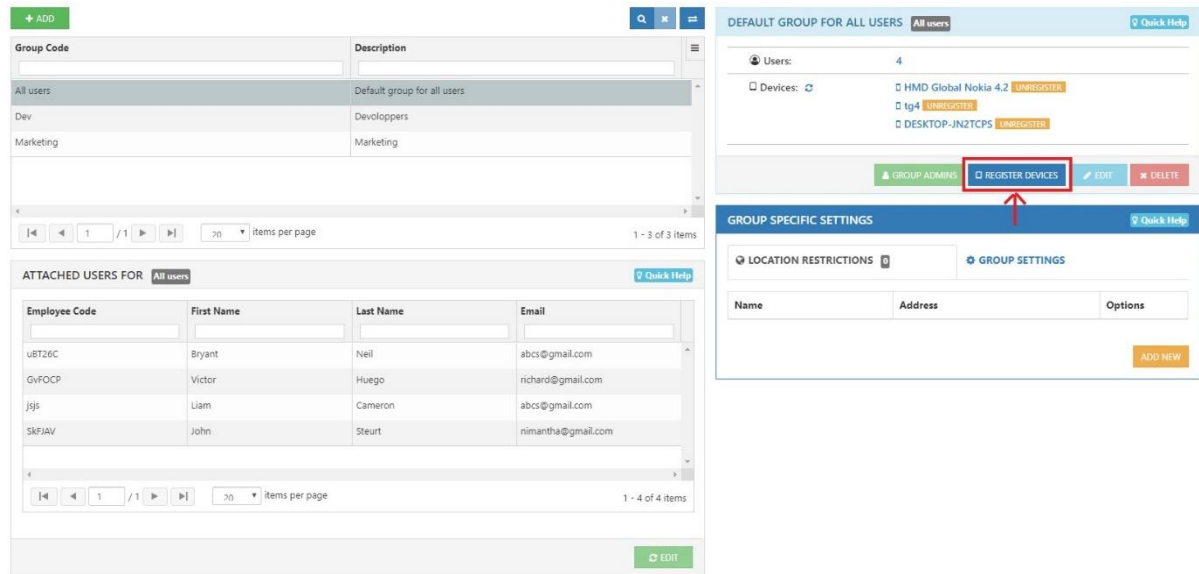 ADD
Group Code Description
All users Default group for all users
Dev Devoloppers
Marketing Marketing
1 / 1 20 items per page 1 - 3 of 3 items
ATTACHED USERS FOR All users Quick Help
Employee Code First Name Last Name Email
uBT26C Bryant Neil abcs@gmail.com
GvFOCP Victor Huego richard@gmail.com
jsjs Liam Cameron abcs@gmail.com
SkFJAV John Steurt nimantha@gmail.com
1 / 1 20 items per page 1 - 4 of 4 items
EDIT
DEFAULT GROUP FOR ALL USERS All users Quick Help
Users: 4
Devices: HMD Global Nokia 4.2 UNREGISTER
tg4 UNREGISTER
DESKTOP-JN2TCPS UNREGISTER
GROUP ADMINS REGISTER DEVICES EDIT DELETE
GROUP SPECIFIC SETTINGS Quick Help
LOCATION RESTRICTIONS 0 GROUP SETTINGS
Name Address Options
ADD NEW